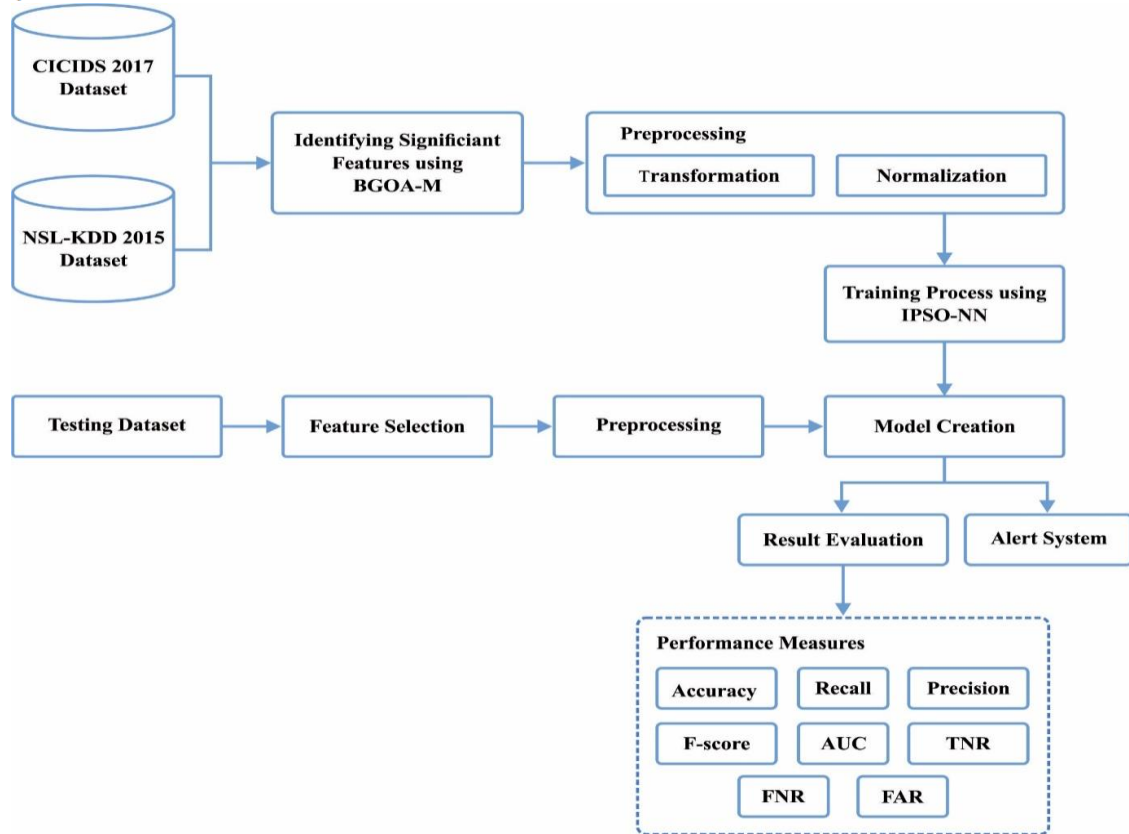 CICIDS 2017
Dataset
NSL-KDD 2015
Dataset
Identifying Significiant
Features using
BGOA-M
Preprocessing
Transformation
Normalization
Training Process using
IPSO-NN
Testing Dataset
Feature Selection
Preprocessing
Model Creation
Result Evaluation
Alert System
Performance Measures
Accuracy
Recall
Precision
F-score
AUC
TNR
FNR
FAR